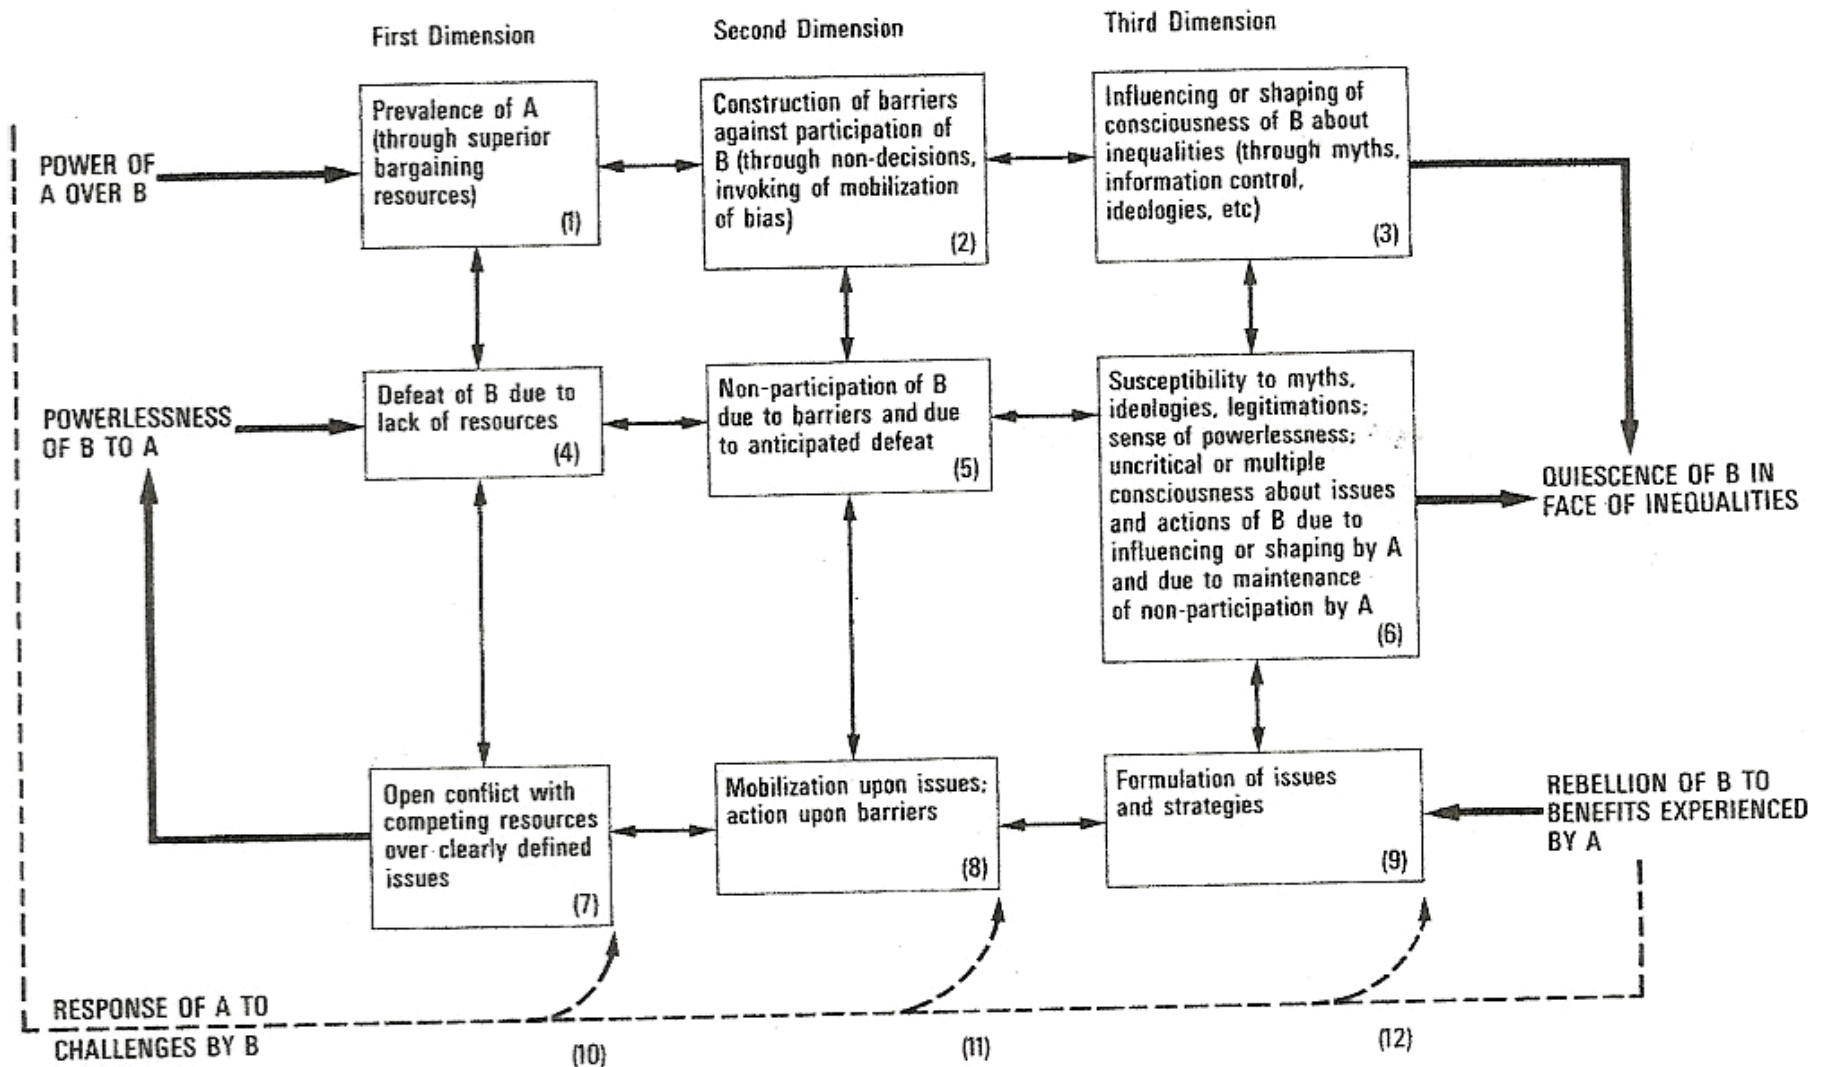 First Dimension
Second Dimension
Third Dimension
POWER OF
A OVER B
Prevalence of A
(through superior
bargaining
resources)
(1)
Construction of barriers
against participation of
B (through non-decisions,
invoking of mobilization
of bias)
(2)
Influencing or shaping of
consciousness of B about
inequalities (through myths,
information control,
ideologies, etc)
(3)
POWERLESSNESS
OF B TO A
Defeat of B due to
lack of resources
(4)
Non-participation of B
due to barriers and due
to anticipated defeat
(5)
Susceptibility to myths,
ideologies, legitimations;
sense of powerlessness;
uncritical or multiple
consciousness about issues
and actions of B due to
influencing or shaping by A
and due to maintenance
of non-participation by A
(6)
QUIESCENCE OF B IN
FACE OF INEQUALITIES
Open conflict with
competing resources
over clearly defined
issues
(7)
Mobilization upon issues;
action upon barriers
(8)
Formulation of issues
and strategies
(9)
REBELLION OF B TO
BENEFITS EXPERIENCED
BY A
RESPONSE OF A TO
CHALLENGES BY B
(10)
(11)
(12)